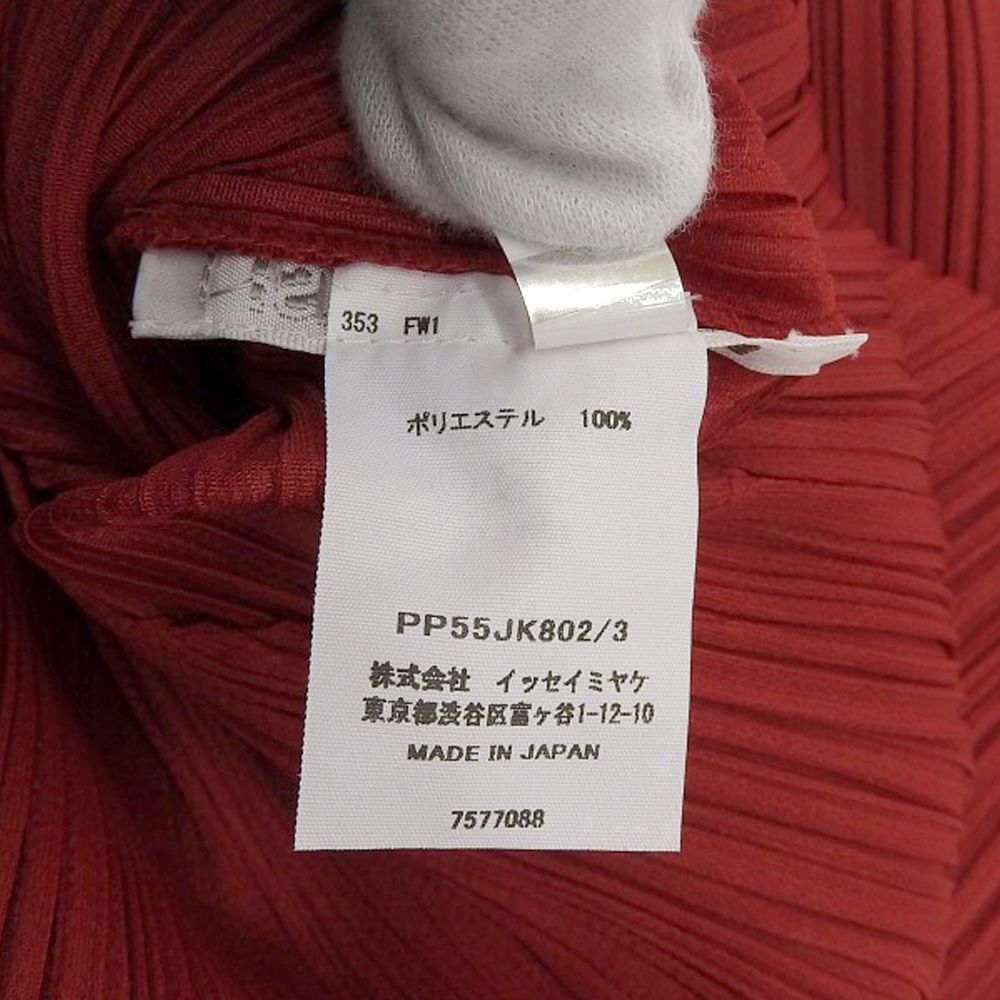 353 FW1
ポリエステル 100%
PP55JK802/3
株式会社 イッセイミヤケ
東京都渋谷区富ヶ谷1-12-10
MADE IN JAPAN
7577088